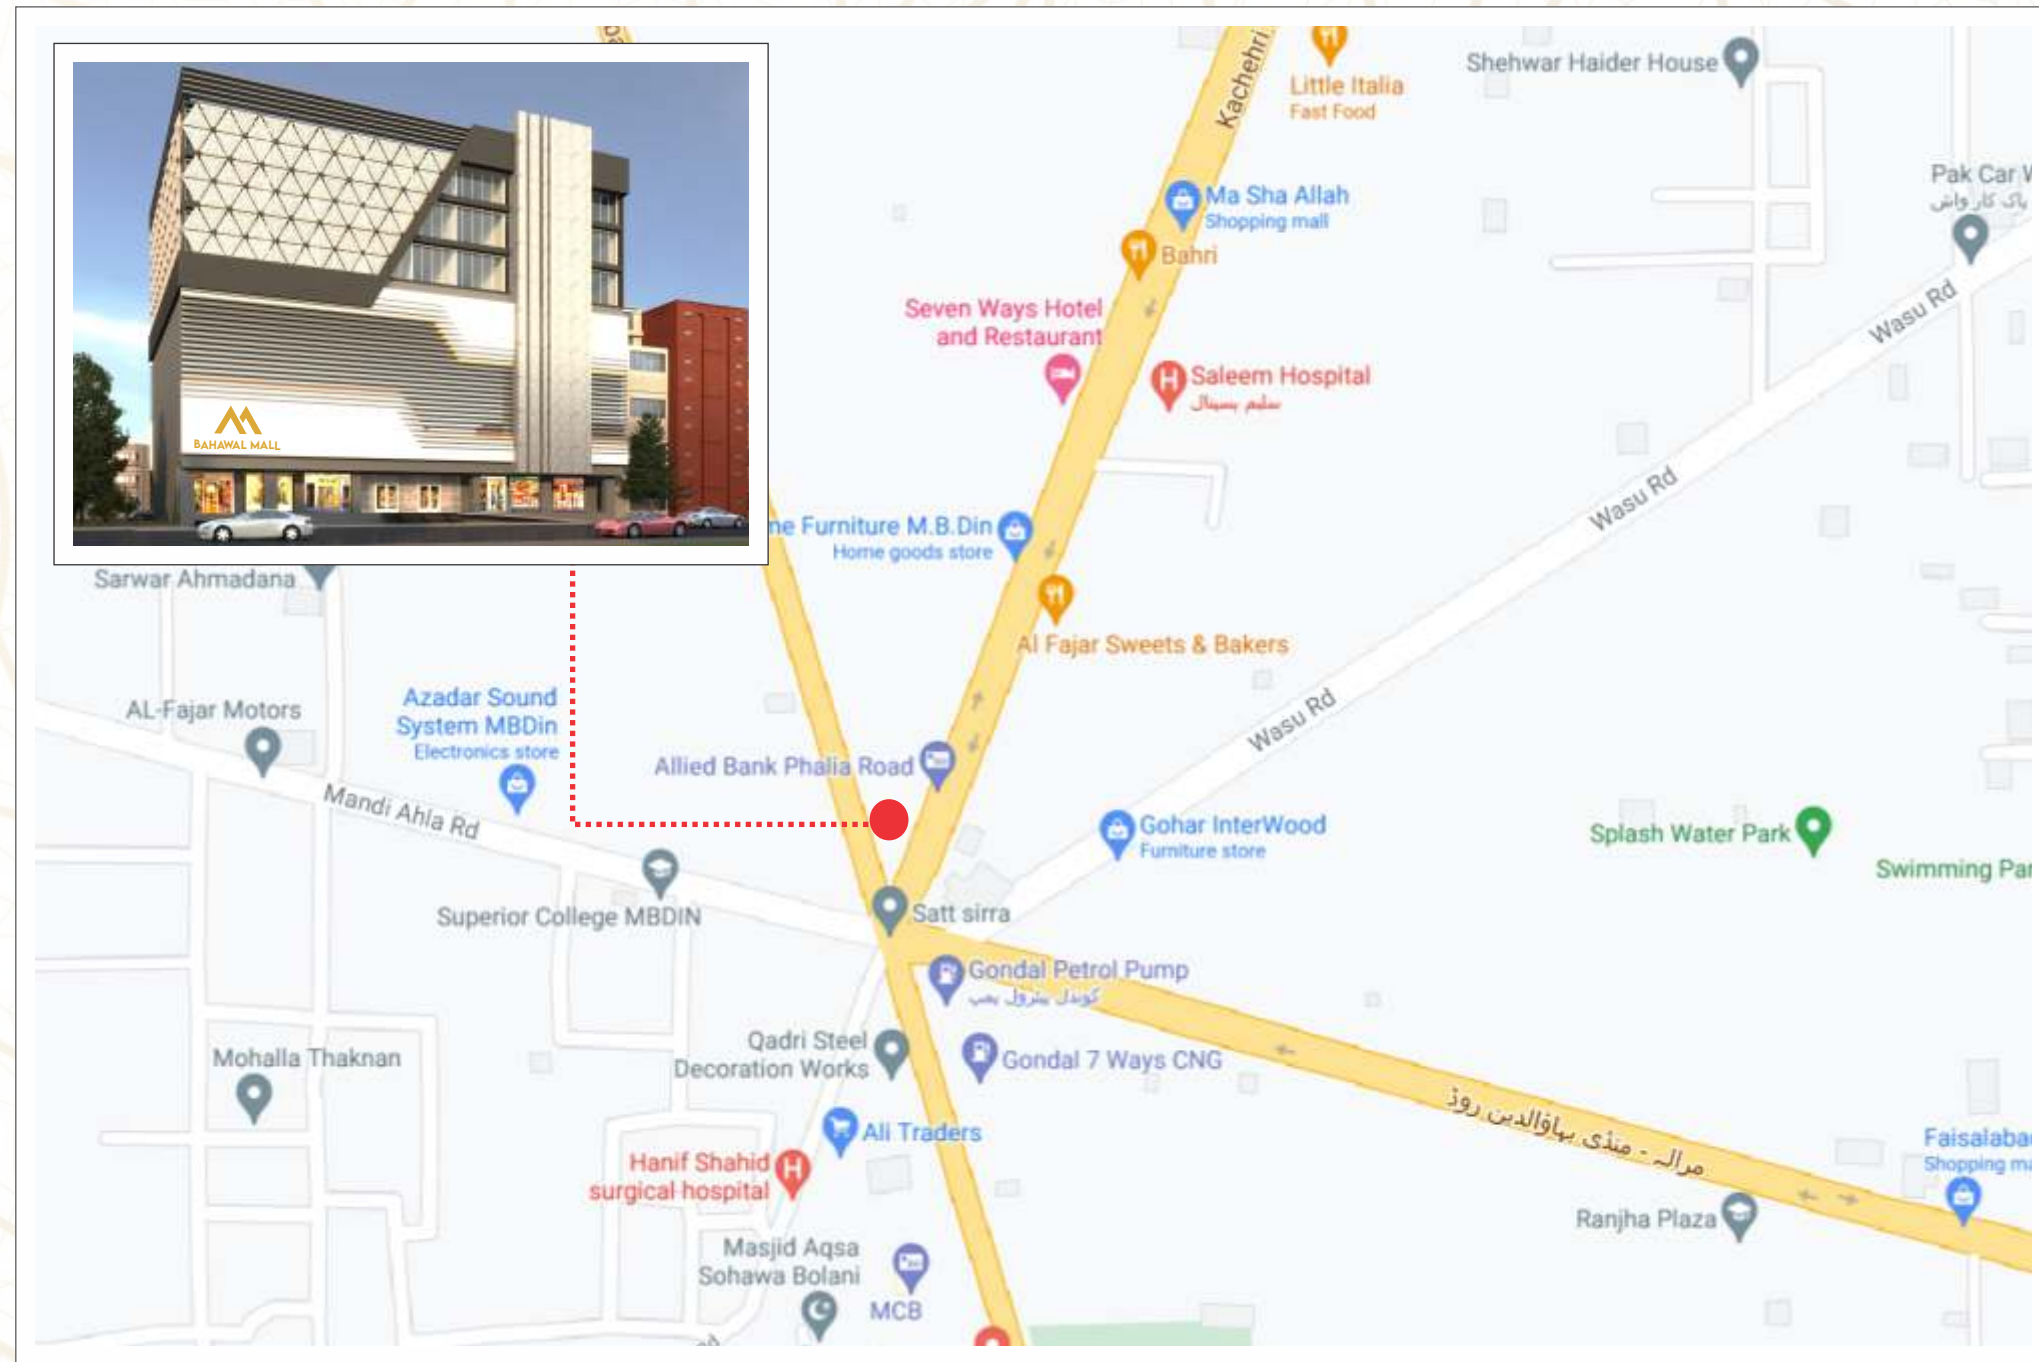 Kachehri
Little Italia
Fast Food
Shehwar Haider House
Pak Car
پاک کار واش
Ma Sha Allah
Shopping mall
Bahri
Seven Ways Hotel
and Restaurant
Saleem Hospital
سلیم ہسپتال
Wasu Rd
BAHAWAL MALL
Wasu Rd
ne Furniture M.B.Din
Home goods store
Sarwar Ahmadana
Al Fajar Sweets & Bakers
Wasu Rd
AL-Fajar Motors
Azadar Sound
System MBDin
Electronics store
Allied Bank Phalia Road
Mandi Ahla Rd
Gohar InterWood
Furniture store
Splash Water Park
Swimming Par
Superior College MBDIN
Satt sirra
Gondal Petrol Pump
گوندل پیٹرول پمپ
Qadri Steel
Decoration Works
Gondal 7 Ways CNG
Mohalla Thaknan
مرالہ - منڈی بہاؤالدین روڈ
Ali Traders
Faisalaba
Shopping ma
Hanif Shahid
surgical hospital
Ranjha Plaza
Masjid Aqsa
Sohawa Bolani
MCB